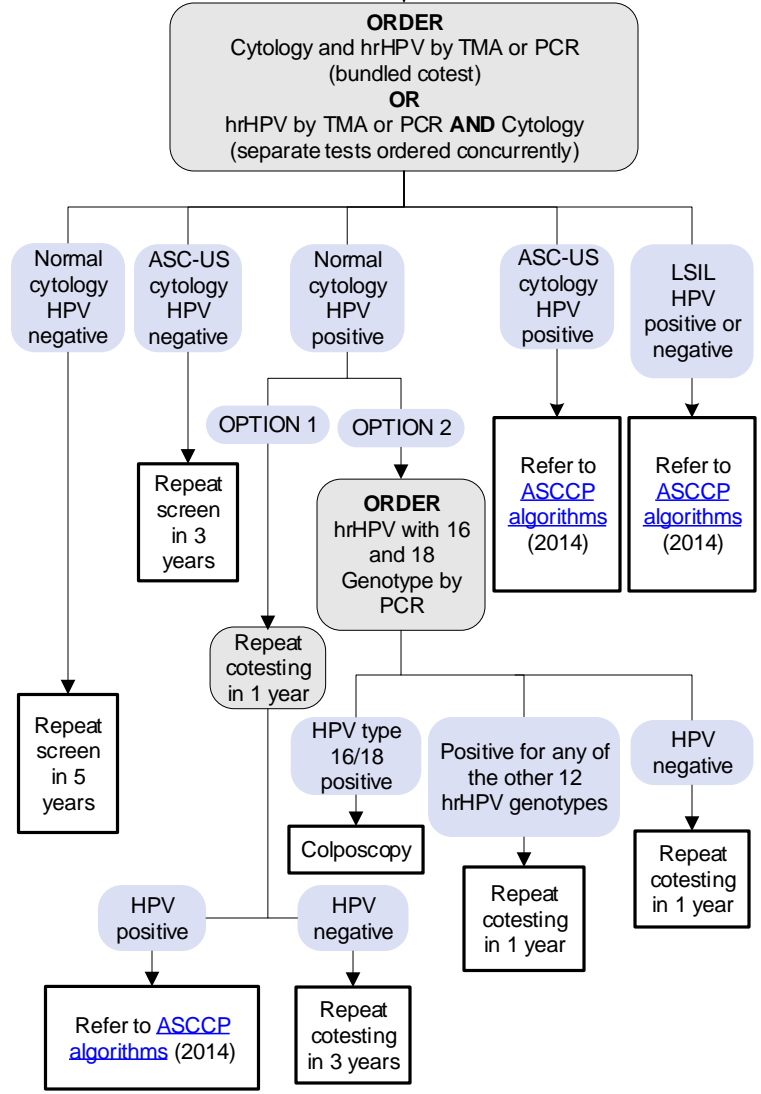 ORDER
Cytology and hrHPV by TMA or PCR
(bundled cotest)
OR
hrHPV by TMA or PCR AND Cytology
(separate tests ordered concurrently)
Normal
cytology
HPV
negative
ASC-US
cytology
HPV
negative
Normal
cytology
HPV
positive
ASC-US
cytology
HPV
positive
LSIL
HPV
positive or
negative
OPTION 1
OPTION 2
Repeat
screen
in 3
years
ORDER
hrHPV with 16
and 18
Genotype by
PCR
Refer to
ASCCP
algorithms
(2014)
Refer to
ASCCP
algorithms
(2014)
Repeat
cotesting
in 1 year
Repeat
screen
in 5
years
HPV type
16/18
positive
Positive for any of
the other 12
hrHPV genotypes
HPV
negative
Colposcopy
Repeat
cotesting
in 1 year
Repeat
cotesting
in 1 year
HPV
positive
HPV
negative
Refer to ASCCP
algorithms (2014)
Repeat
cotesting
in 3 years